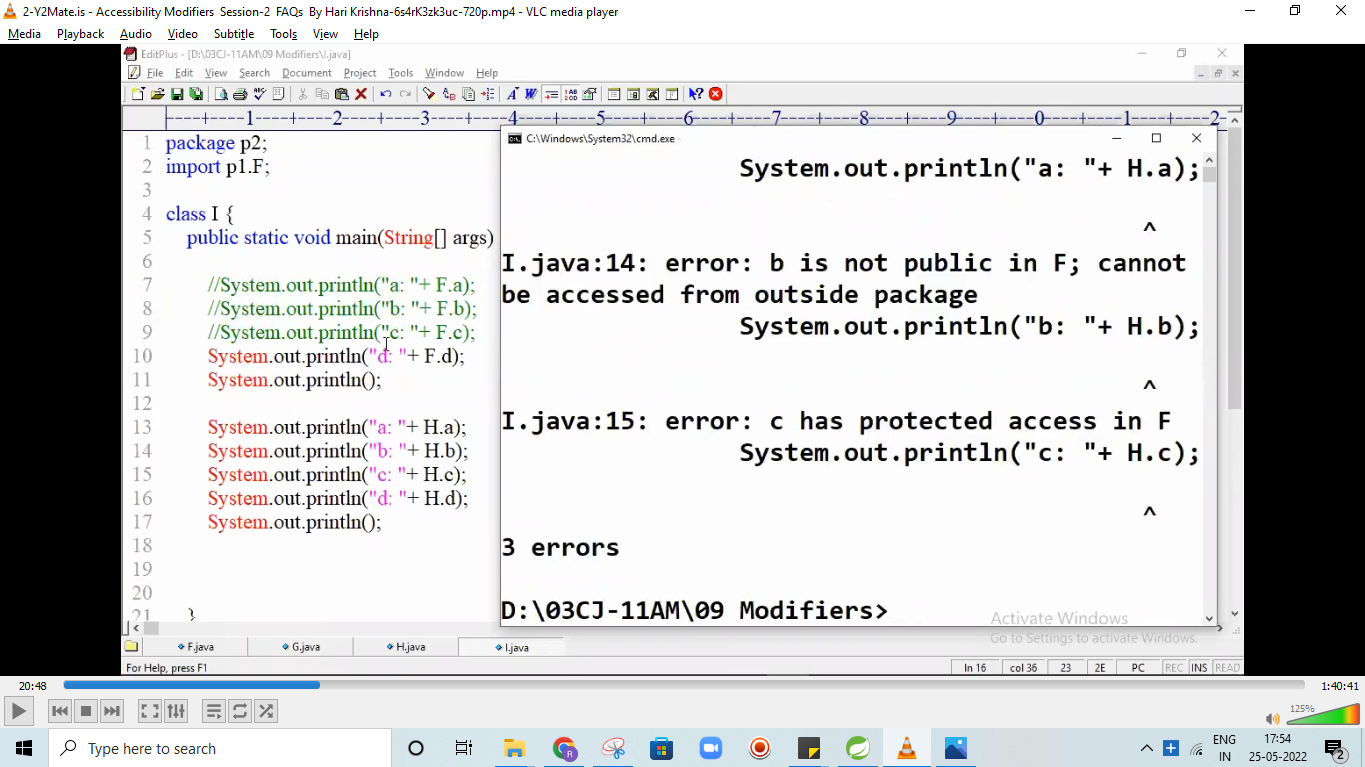 2-Y2Mate.is - Accessibility Modifiers Session-2 FAQs By Hari Krishna-6s4rK3zk3uc-720p.mp4 - VLC media player
Media Playback Audio Video Subtitle Tools View Help
EditPlus - [D:\03CJ-11AM\09 Modifiers\I.java]
File Edit View Search Document Project Tools Window Help
----+----1----+----2----+----3----+----4----+----5----+----6----+----7----+----8----+----9----+----0----+----1----+----2-
1 package p2;
2 import p1.F;
3
4 class I {
5 public static void main(String[] args)
6
7 //System.out.println("a: "+ F.a);
8 //System.out.println("b: "+ F.b);
9 //System.out.println("c: "+ F.c);
10 System.out.println("d: "+ F.d);
11 System.out.println();
12
13 System.out.println("a: "+ H.a);
14 System.out.println("b: "+ H.b);
15 System.out.println("c: "+ H.c);
16 System.out.println("d: "+ H.d);
17 System.out.println();
18
19
20
21 }
C:\Windows\System32\cmd.exe
System.out.println("a: "+ H.a);
^
I.java:14: error: b is not public in F; cannot
be accessed from outside package
System.out.println("b: "+ H.b);
^
I.java:15: error: c has protected access in F
System.out.println("c: "+ H.c);
^
3 errors
D:\03CJ-11AM\09 Modifiers>
Activate Windows
Go to Settings to activate Windows.
F.java G.java H.java I.java
For Help, press F1 ln 16 col 36 23 2E PC REC INS READ
20:48 1:40:41
125%
Type here to search
ENG
IN
17:54
25-05-2022
2